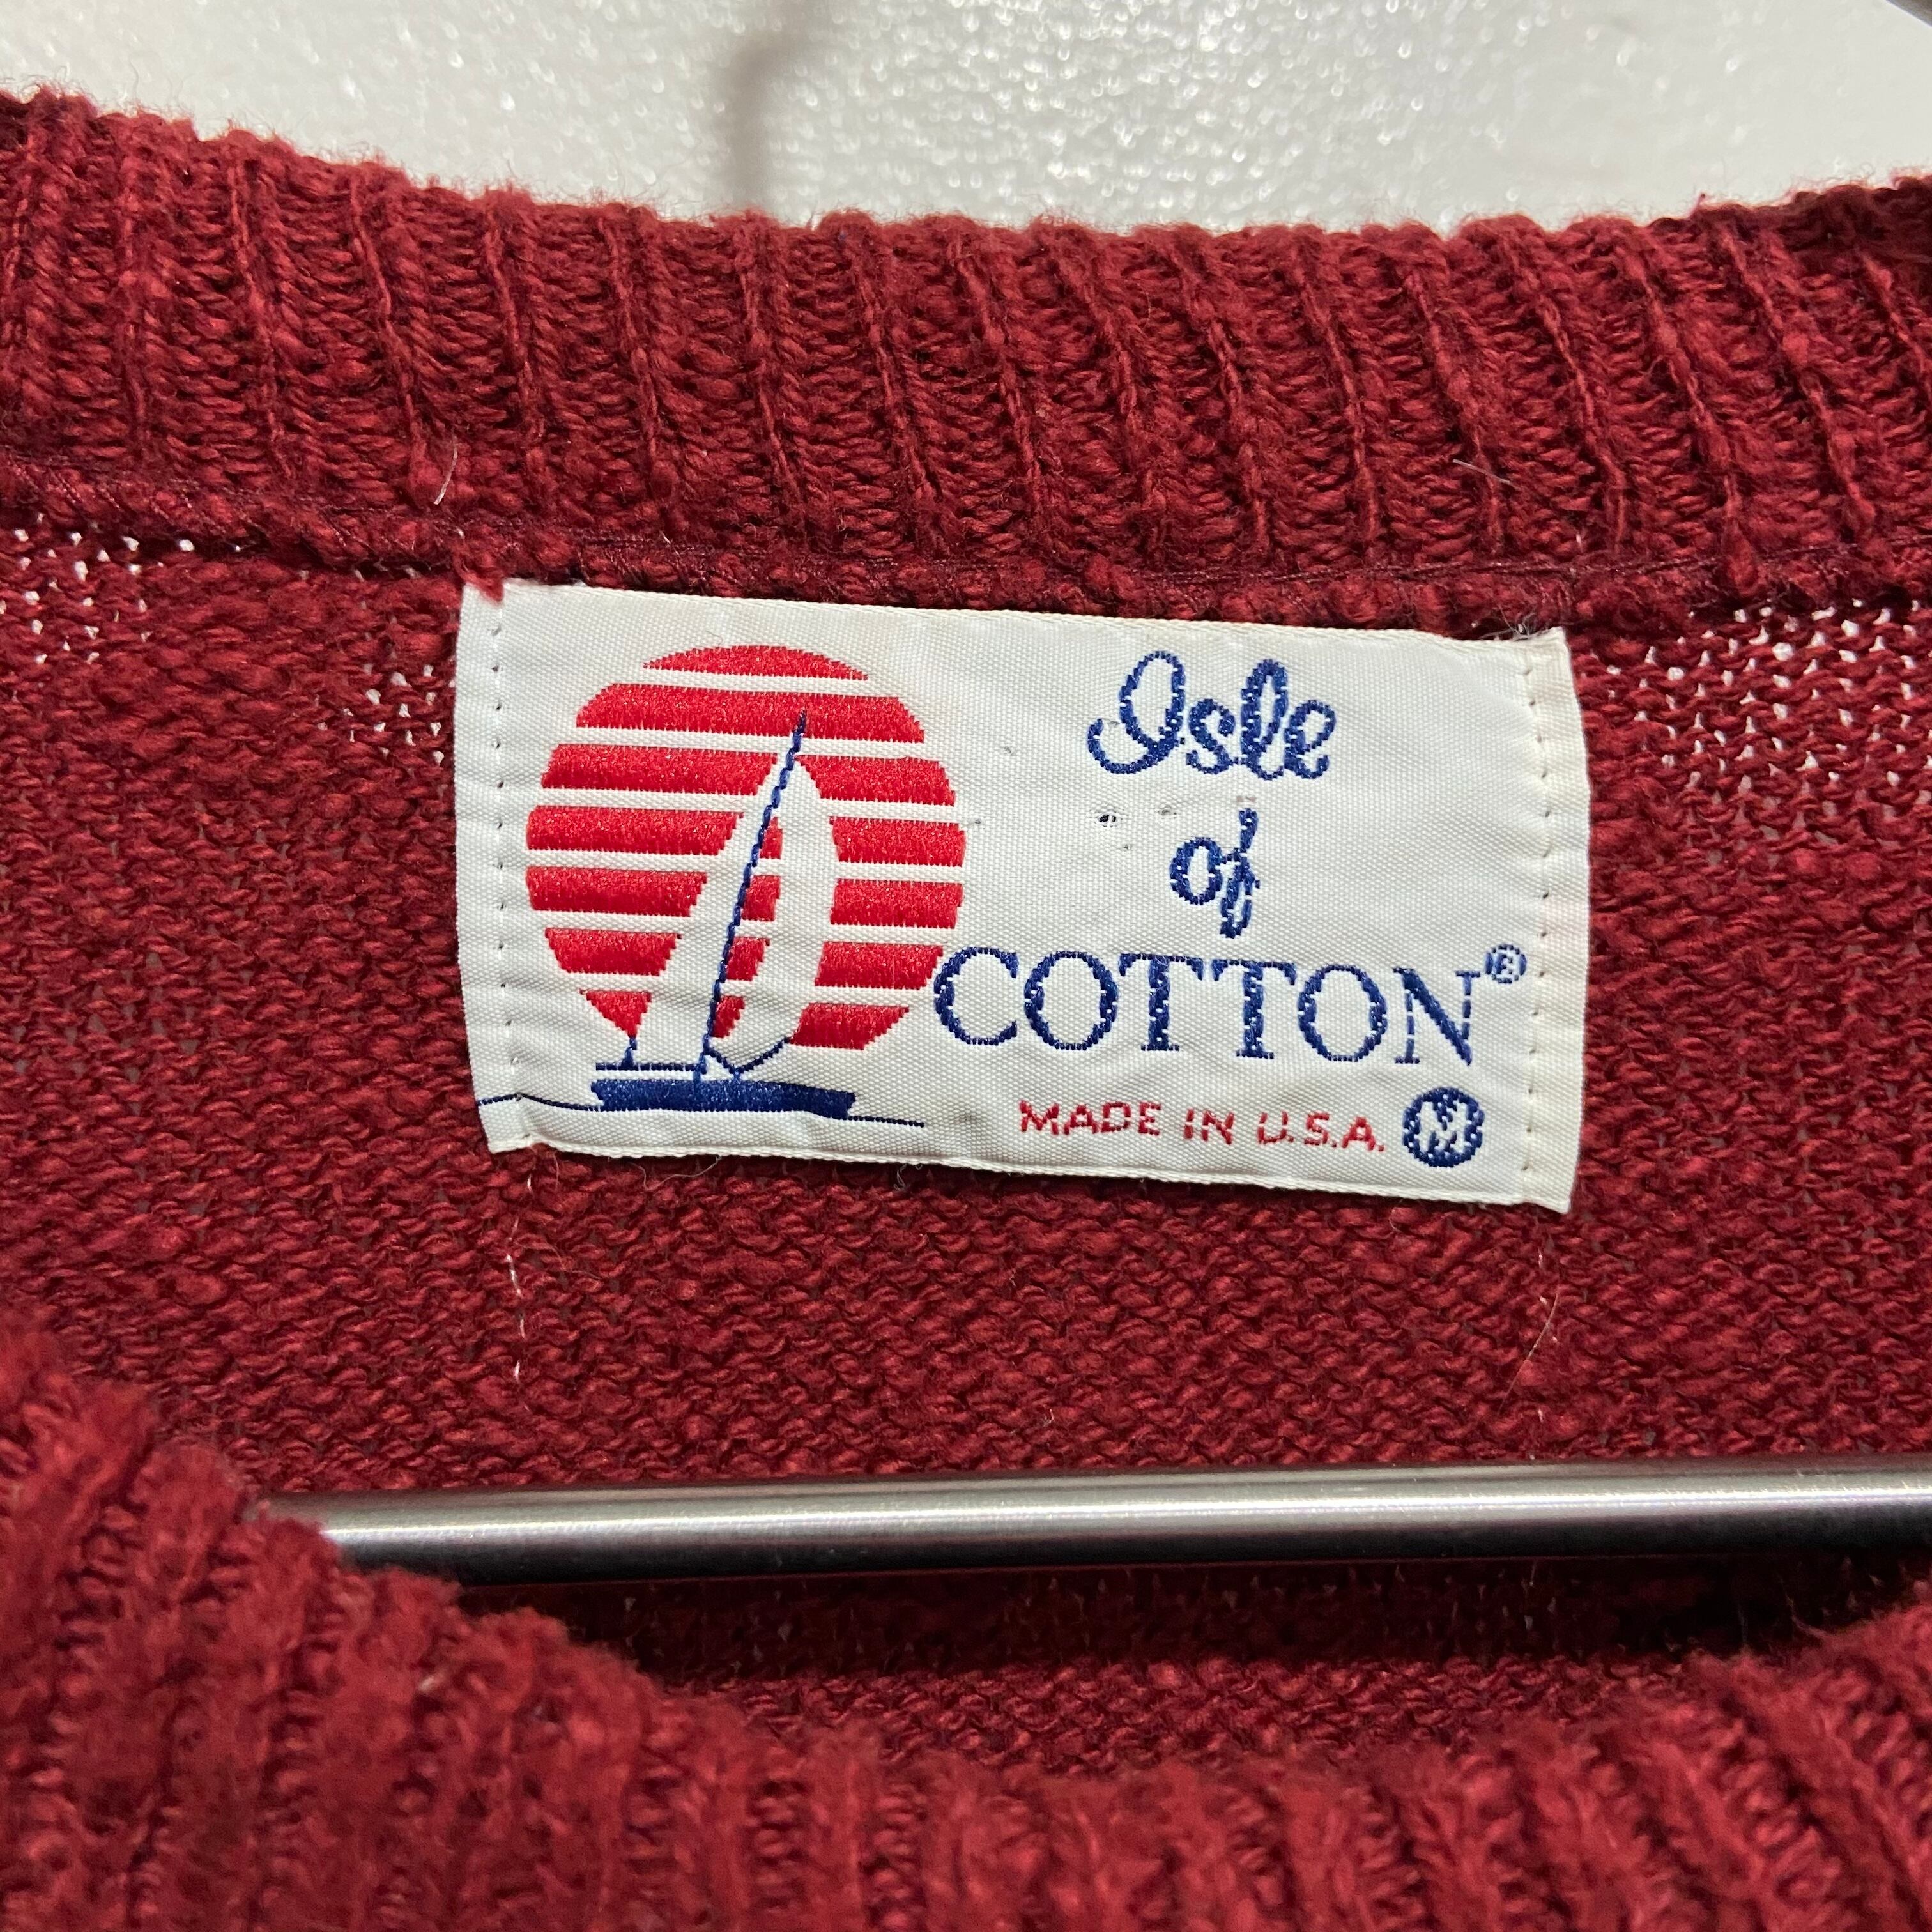 Isle
of
COTTON®
MADE IN U.S.A. M